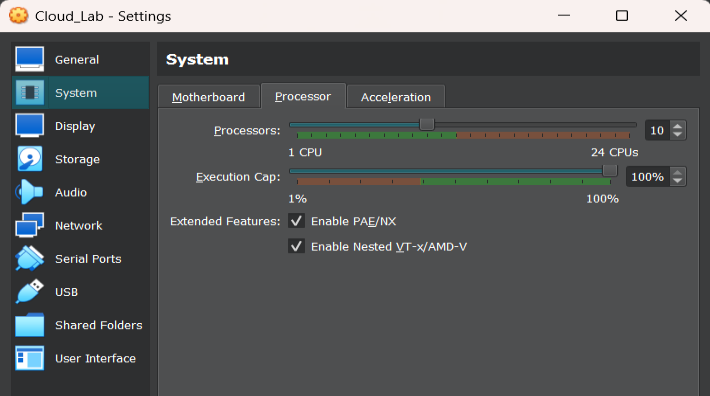 Cloud_Lab - Settings
General
System
Display
Storage
Audio
Network
Serial Ports
USB
Shared Folders
User Interface
System
Motherboard
Processor
Acceleration
Processors:
10
1 CPU
24 CPUs
Execution Cap:
100%
1%
100%
Extended Features:
Enable PAE/NX
Enable Nested VT-x/AMD-V